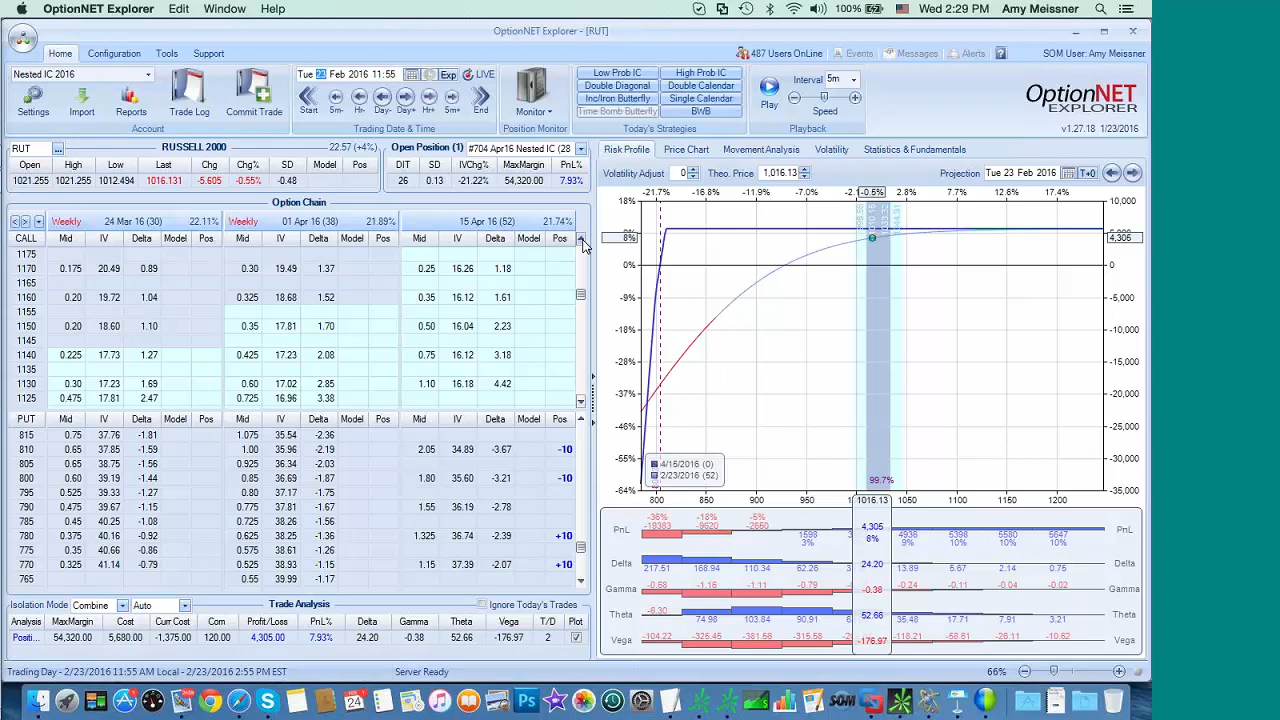 OptionNET Explorer Edit Window Help 100% Wed 2:29 PM Amy Meissner
OptionNET Explorer - [RUT]
Home Configuration Tools Support 487 Users OnLine Events Messages Alerts SOM User: Amy Meissner
Nested IC 2016
Settings Import Reports Trade Log Commit Trade
Account
Tue 23 Feb 2016 11:55 Exp LIVE
Start 5m- H- Day- Day+ H+ 5m+ End
Trading Date & Time
Monitor
Position Monitor
Low Prob IC High Prob IC
Double Diagonal Double Calendar
Inc/Iron Butterfly Single Calendar
Time Bomb Butterfly BWB
Today's Strategies
Play Interval 5m
Speed
Playback
OptionNET
EXPLORER
v1.27.18 1/23/2016
RUT ... RUSSELL 2000 22.57 (+4%) Open Position (1) #704 Apr16 Nested IC (28
Open High Low Last Chg Chg% SD Model Pos DIT SD IVChg% MaxMargin PnL%
1021.255 1021.255 1012.494 1016.131 -5.605 -0.55% -0.48 26 0.13 -21.22% 54,320.00 7.93%
Option Chain
Weekly 24 Mar 16 (30) 22.11% Weekly 01 Apr 16 (38) 21.89% 15 Apr 16 (52) 21.74%
CALL Mid IV Delta Model Pos Mid IV Delta Model Pos Mid IV Delta Model Pos
1175
1170 0.175 20.49 0.89 0.30 19.49 1.37 0.25 16.26 1.18
1165
1160 0.20 19.72 1.04 0.325 18.68 1.52 0.35 16.12 1.61
1155
1150 0.20 18.60 1.10 0.35 17.81 1.70 0.50 16.04 2.23
1145
1140 0.225 17.73 1.27 0.425 17.23 2.08 0.75 16.12 3.18
1135
1130 0.30 17.23 1.69 0.60 17.02 2.85 1.10 16.18 4.42
1125 0.475 17.81 2.47 0.725 16.96 3.38
PUT Mid IV Delta Model Pos Mid IV Delta Model Pos Mid IV Delta Model Pos
815 0.75 37.76 -1.81 1.075 35.54 -2.36
810 0.65 37.85 -1.59 1.00 35.96 -2.19 2.05 34.89 -3.67 -10
805 0.60 38.75 -1.56 0.925 36.34 -2.03
800 0.60 39.19 -1.44 0.85 36.69 -1.87 1.80 35.60 -3.21 -10
795 0.525 39.33 -1.27 0.80 37.17 -1.75
790 0.475 39.67 -1.15 0.775 37.81 -1.67 1.55 36.19 -2.78
785 0.45 40.25 -1.08 0.725 38.26 -1.56
780 0.375 40.16 -0.92 0.625 38.25 -1.36 1.325 36.74 -2.39 +10
775 0.35 40.66 -0.86 0.575 38.61 -1.26
770 0.325 41.14 -0.79 0.525 38.93 -1.15 1.15 37.39 -2.07 +10
765 0.55 39.99 -1.17
Isolation Mode Combine Auto Trade Analysis Ignore Today's Trades
Analysis MaxMargin Cost Curr Cost Com Profit/Loss PnL% Delta Gamma Theta Vega T/D Plot
Positi... 54,320.00 5,680.00 -1,375.00 120.00 4,305.00 7.93% 24.20 -0.38 52.66 -176.97 2
Risk Profile Price Chart Movement Analysis Volatility Statistics & Fundamentals
Volatility Adjust 0 Theo. Price 1,016.13 Projection Tue 23 Feb 2016 T+0
-21.7% -16.8% -11.9% -7.0% -0.5% 2.8% 7.7% 12.6% 17.4%
18% 10,000
8% 4,305
0% 0
-9% -5,000
-18% -10,000
-28% -15,000
-37% -20,000
-46% -25,000
-55% -30,000
-64% -35,000
4/15/2016 (0)
2/23/2016 (52)
99.7%
800 850 900 950 1016.13 1050 1100 1150 1200
-36% -18% -5%
PnL -19383 -9620 -2650 1598 4,305 4936 5398 5580 5647 PnL
3% 8% 9% 10% 10% 10%
Delta 217.51 168.94 110.34 62.26 24.20 13.89 5.67 2.14 0.75 Delta
Gamma -0.58 -1.16 -1.11 -0.79 -0.38 -0.24 -0.11 -0.04 -0.02 Gamma
Theta -6.30 74.98 103.84 90.91 52.66 35.48 17.71 7.91 3.21 Theta
Vega -104.22 -325.45 -381.58 -315.58 -176.97 -118.21 -58.81 -26.11 -10.62 Vega
Trading Day - 2/23/2016 11:55 AM Local - 2/23/2016 2:55 PM EST Server Ready 66%